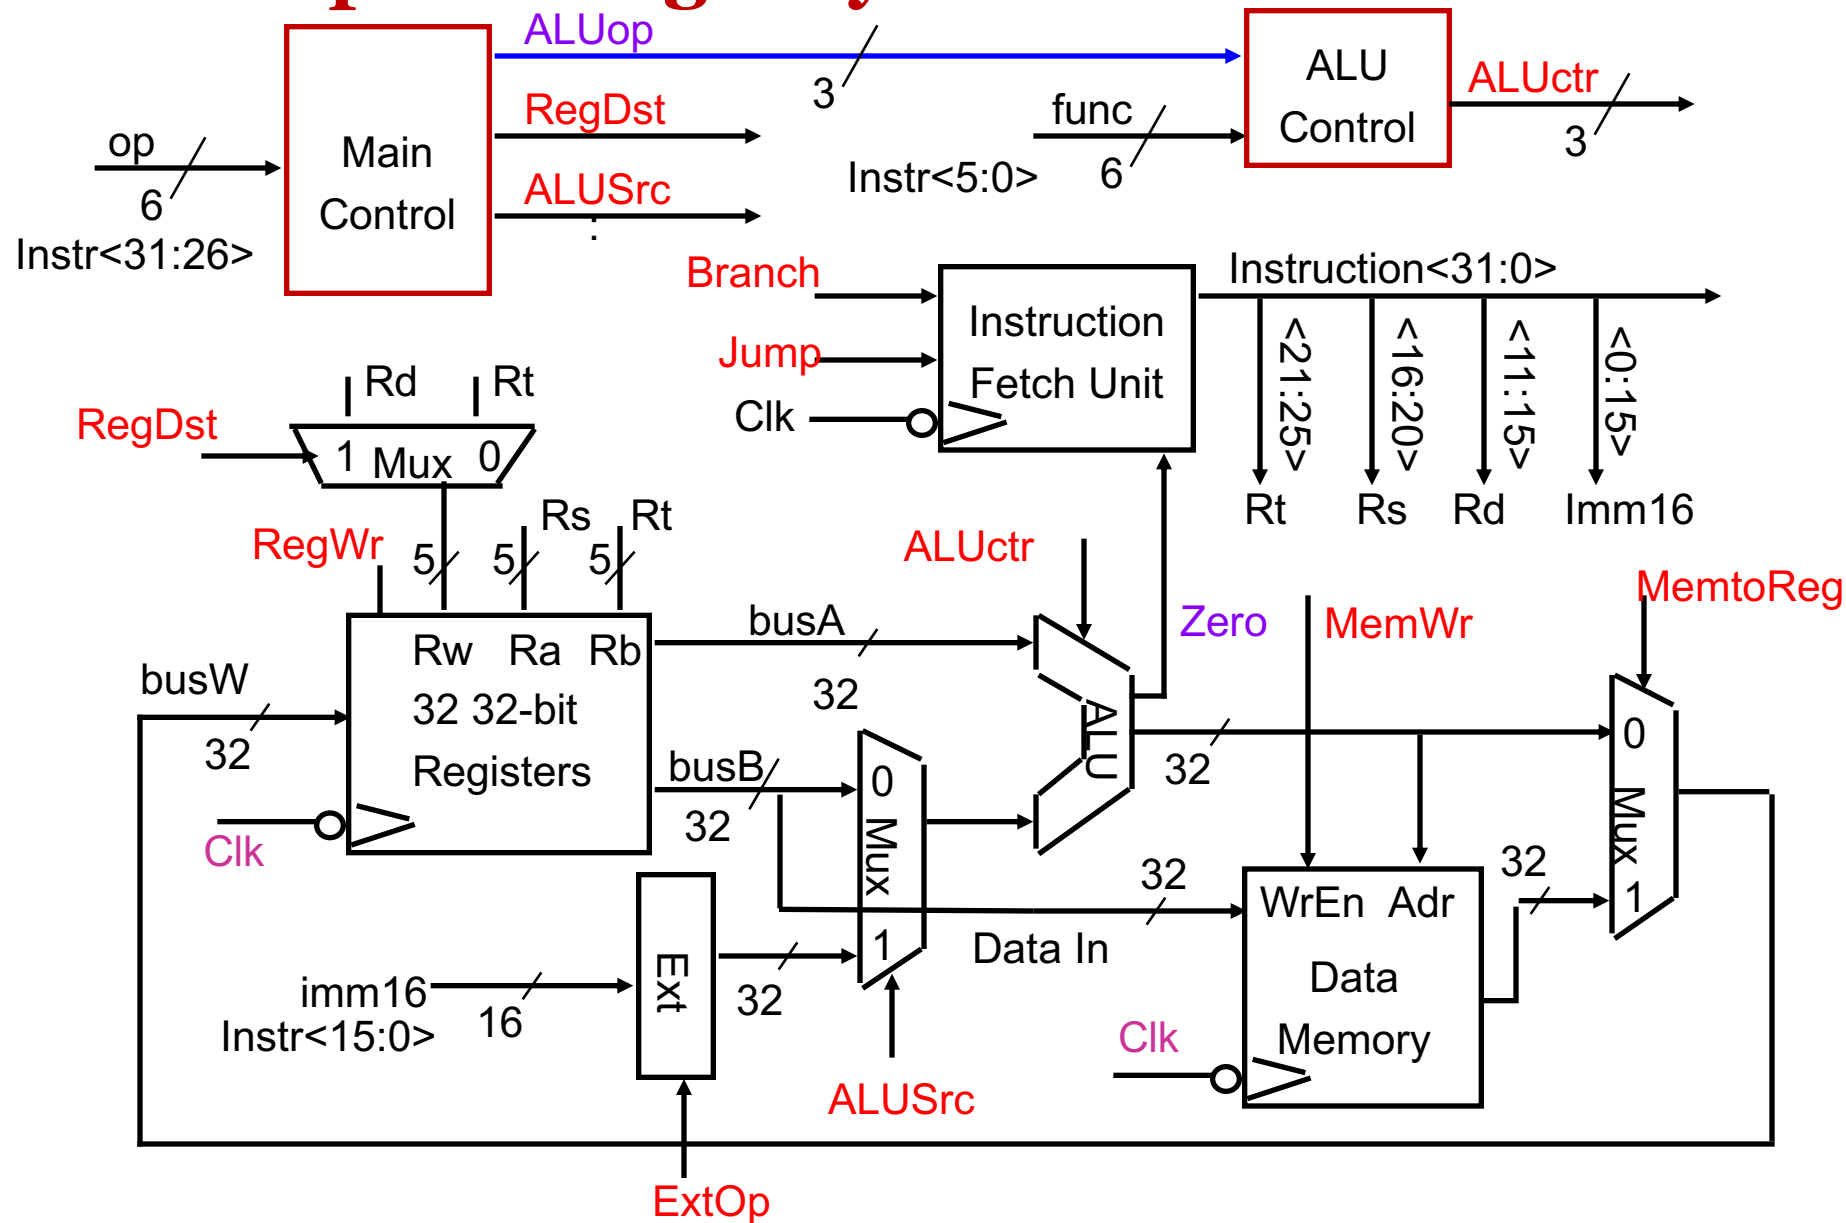 ALUop
3
RegDst
ALUSrc
:
op
6
Instr<31:26>
Main
Control
func
6
Instr<5:0>
ALU
Control
ALUctr
3
Branch
Jump
Clk
Instruction
Fetch Unit
Instruction<31:0>
<21:25>
<16:20>
<11:15>
<0:15>
Rt
Rs
Rd
Imm16
Rd
Rt
RegDst
1
Mux
0
RegWr
5
5
Rs
5
Rt
Rw
Ra
Rb
32 32-bit
Registers
busW
32
Clk
busA
32
busB
32
ALUctr
ALU
Zero
32
MemWr
MemtoReg
0
Mux
1
0
Mux
1
32
Data In
WrEn
Adr
Data
Memory
Clk
32
imm16
Instr<15:0>
16
Ext
32
ALUSrc
ExtOp